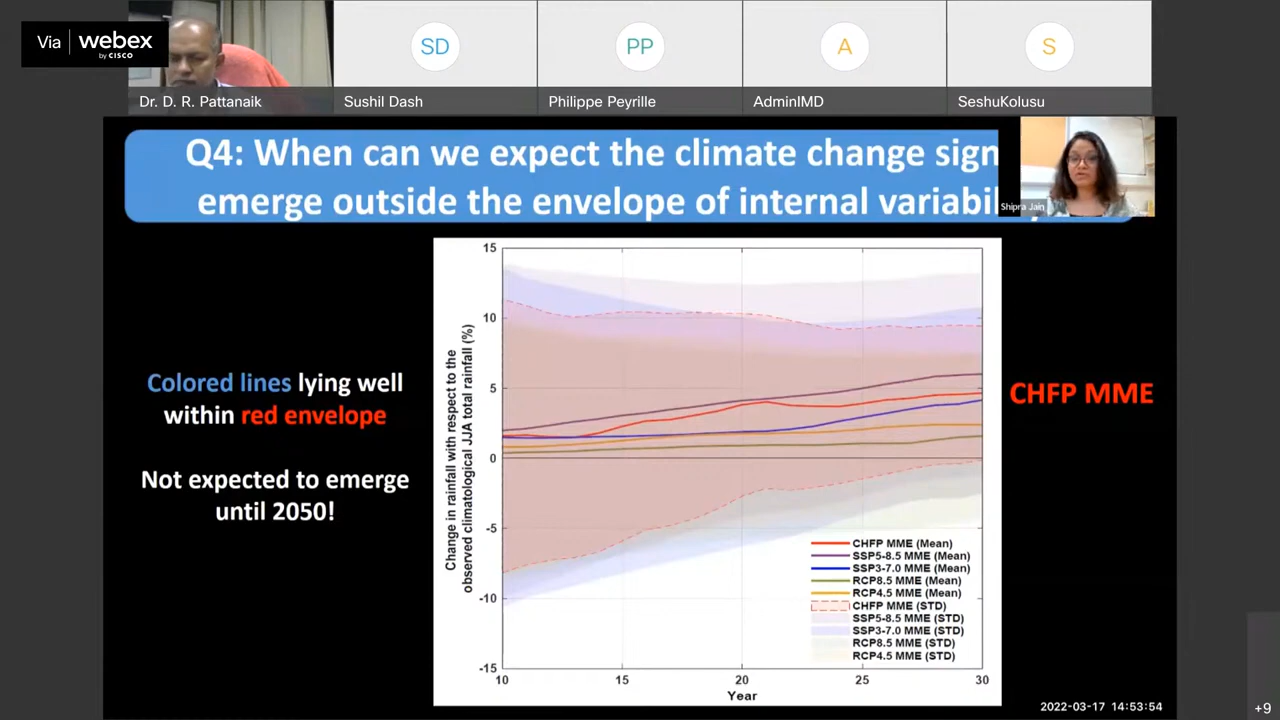 Via webex
by CISCO
SD
PP
A
S
Dr. D. R. Pattanaik
Sushil Dash
Philippe Peyrille
AdminIMD
SeshuKolusu
Q4: When can we expect the climate change sign
emerge outside the envelope of internal variabi
Shipra Jain
Colored lines lying well
within red envelope
Not expected to emerge
until 2050!
CHFP MME
Change in rainfall with respect to the
observed climatological JJA total rainfall (%)
15
10
5
0
-5
-10
-15
10
15
20
25
30
Year
CHFP MME (Mean)
SSP5-8.5 MME (Mean)
SSP3-7.0 MME (Mean)
RCP8.5 MME (Mean)
RCP4.5 MME (Mean)
CHFP MME (STD)
SSP5-8.5 MME (STD)
SSP3-7.0 MME (STD)
RCP8.5 MME (STD)
RCP4.5 MME (STD)
2022-03-17 14:53:54
+9